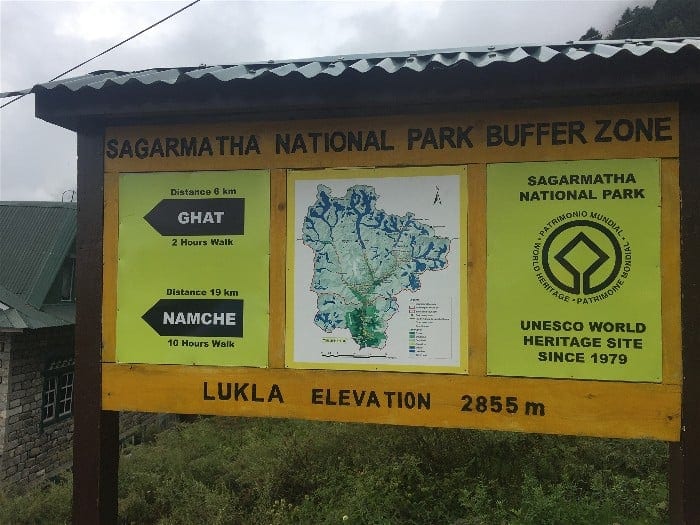 SAGARMATHA NATIONAL PARK BUFFER ZONE
Distance 6 km
GHAT
2 Hours Walk
Distance 19 km
NAMCHE
10 Hours Walk
SAGARMATHA
NATIONAL PARK
PATRIMONIO MUNDIAL
WORLD HERITAGE
PATRIMOINE MONDIAL
UNESCO WORLD
HERITAGE SITE
SINCE 1979
LUKLA ELEVATION 2855 m